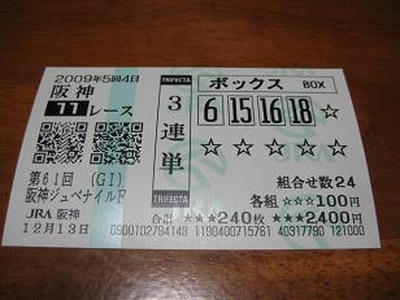 2009年5回4日
阪神
11レース
第61回 (GI)
阪神ジュベナイルF
JRA 阪神
12月13日
TRIFECTA
3連単
TRIFECTA
ボックス BOX
6 15 16 18 ☆
☆ ☆ ☆ ☆ ☆
組合せ数24
各組 ☆☆☆100円
合計 ★★★240枚 ★★★2,400円
0900102794148 1190400715761 40317790 121000